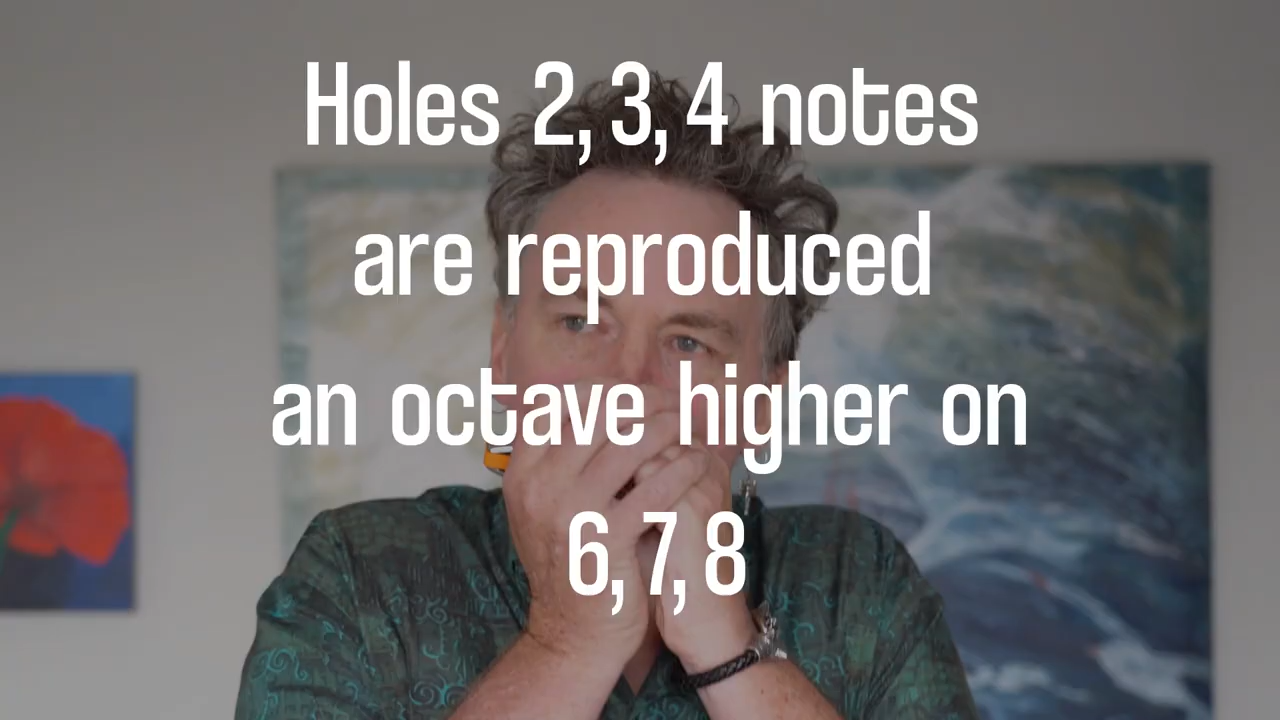 Holes 2, 3, 4 notes
are reproduced
an octave higher on
6, 7, 8